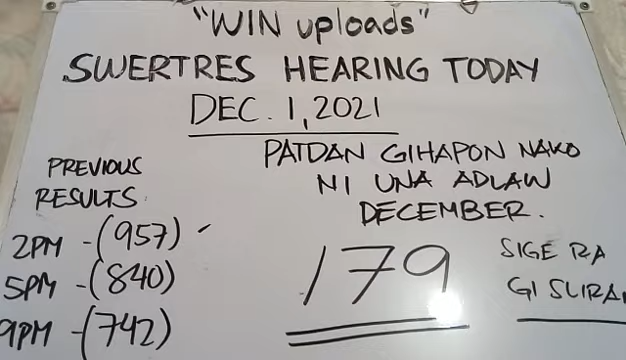 "WIN uploads"
SWERTRES HEARING TODAY
DEC. 1, 2021
PREVIOUS
RESULTS
2PM - (957)
5PM - (840)
9PM - (742)
PATDAN GIHAPON NAKO
NI UNA ADLAW
DECEMBER.
179
SIGE RA
GI